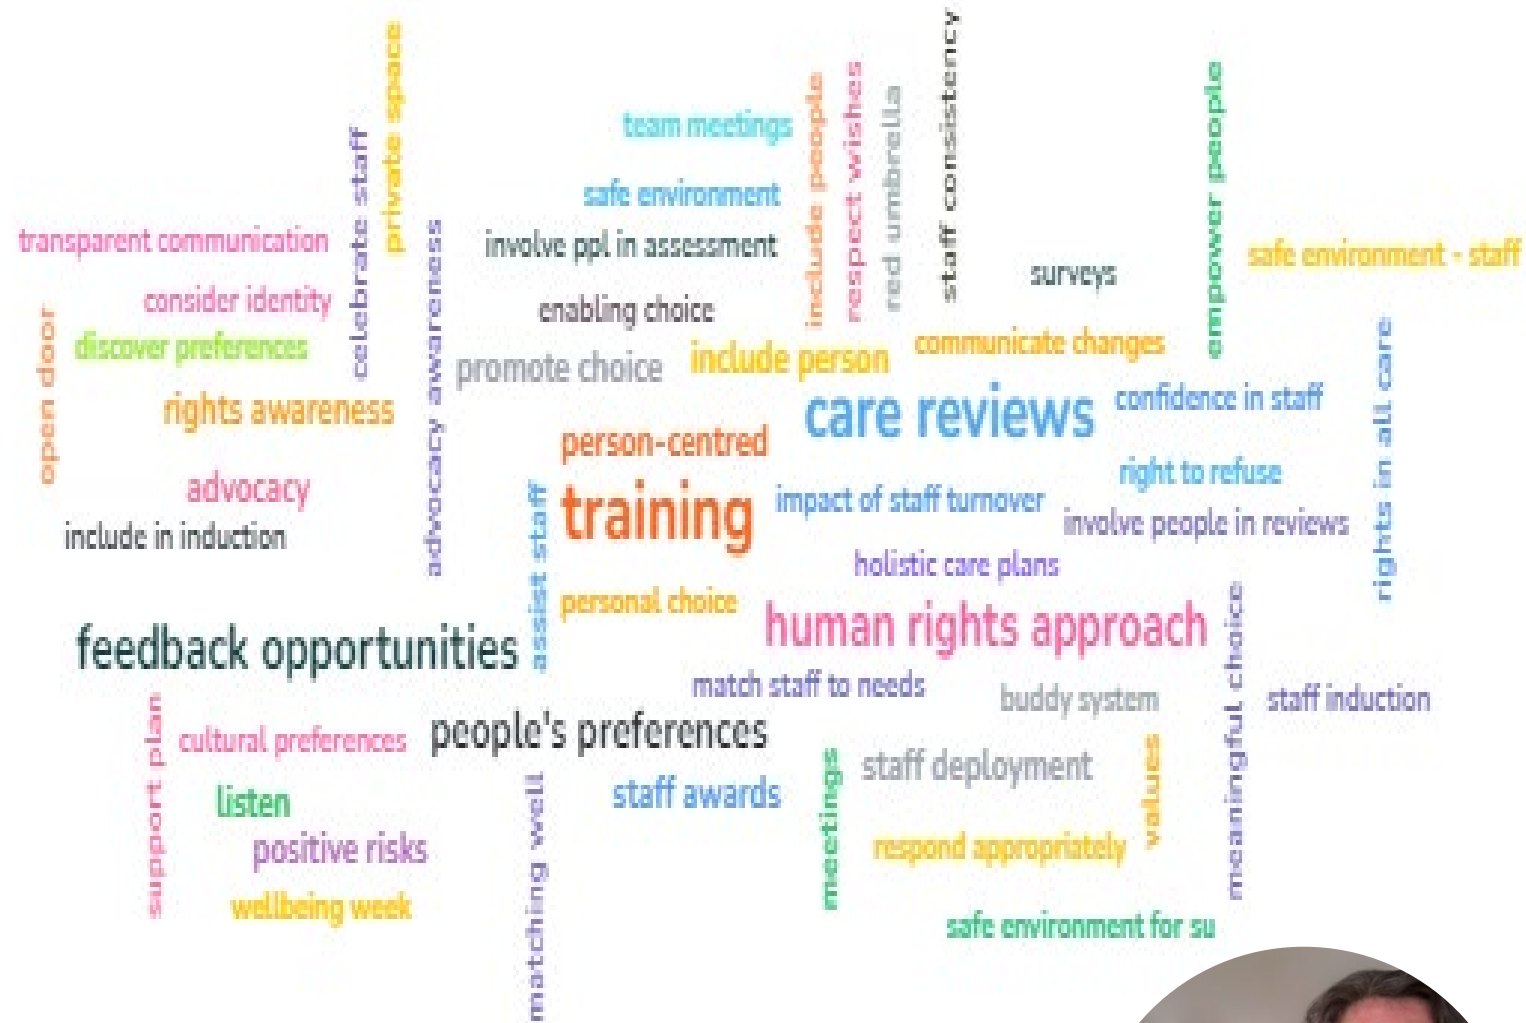 private space
staff consistency
include people
respect wishes
empower people
red umbrella
team meetings
celebrate staff
safe environment
transparent communication
advocacy awareness
involve ppl in assessment
safe environment - staff
surveys
consider identity
enabling choice
open door
discover preferences
promote choice
include person
communicate changes
rights in all care
rights awareness
care reviews
confidence in staff
person-centred
right to refuse
advocacy
assist staff
training
impact of staff turnover
involve people in reviews
include in induction
holistic care plans
personal choice
human rights approach
meaningful choice
feedback opportunities
match staff to needs
buddy system
staff induction
support plan
cultural preferences
people's preferences
values
meetings
staff deployment
matching well
staff awards
listen
positive risks
respond appropriately
wellbeing week
safe environment for su